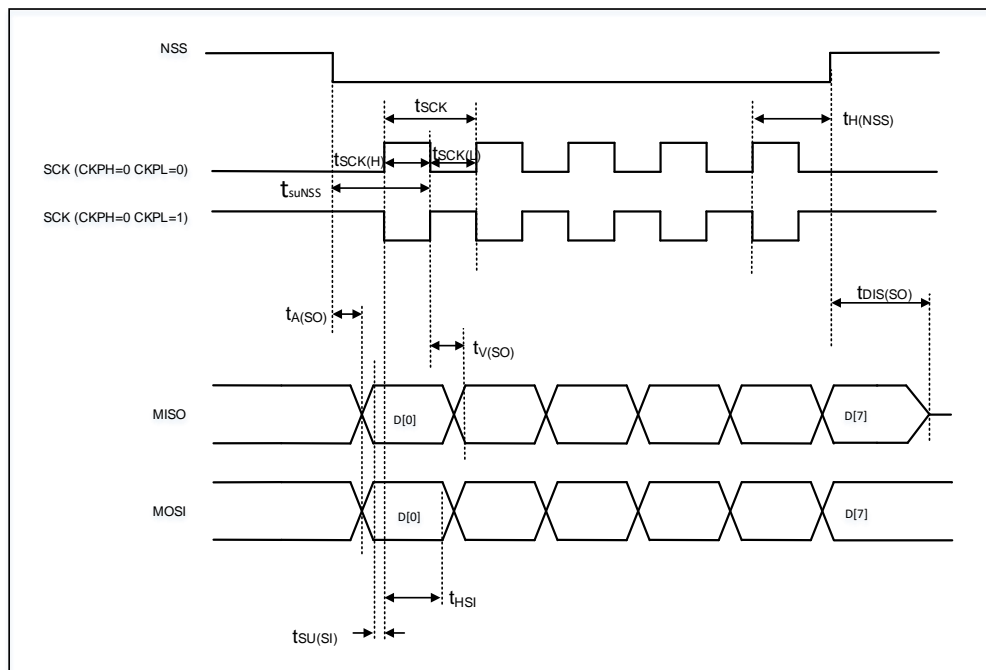 NSS
tSCK
tH(NSS)
tSCK(H)
tSCK(L)
SCK (CKPH=0 CKPL=0)
tsuNSS
SCK (CKPH=0 CKPL=1)
tDIS(SO)
tA(SO)
tV(SO)
MISO
D[0]
D[7]
MOSI
D[0]
D[7]
tHSI
tSU(SI)